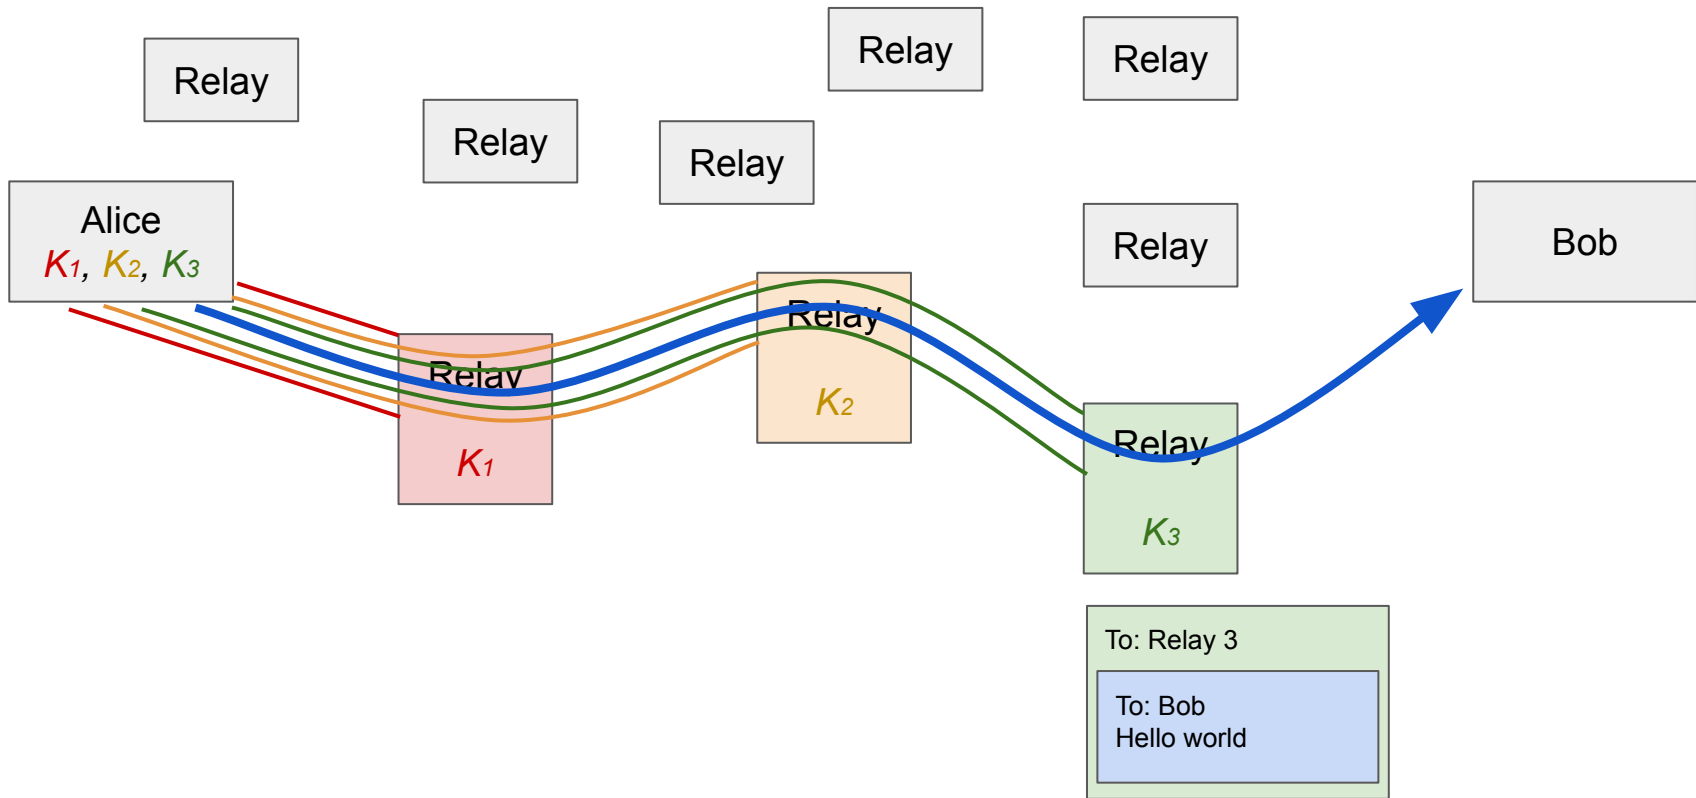 Relay
Relay
Relay
Relay
Relay
Alice
K1, K2, K3
Relay
Bob
Relay
K1
Relay
K2
Relay
K3
To: Relay 3
To: Bob
Hello world